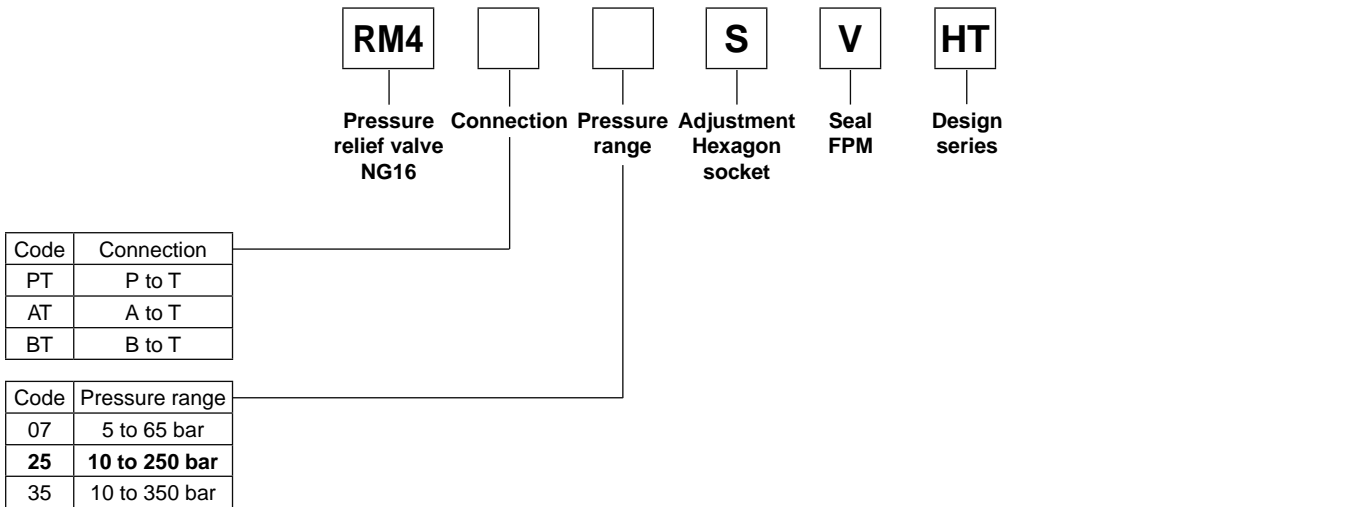 RM4 S V HT
Pressure relief valve NG16
Connection
Pressure range
Adjustment Hexagon socket
Seal FPM
Design series
Code Connection
PT P to T
AT A to T
BT B to T
Code Pressure range
07 5 to 65 bar
25 10 to 250 bar
35 10 to 350 bar